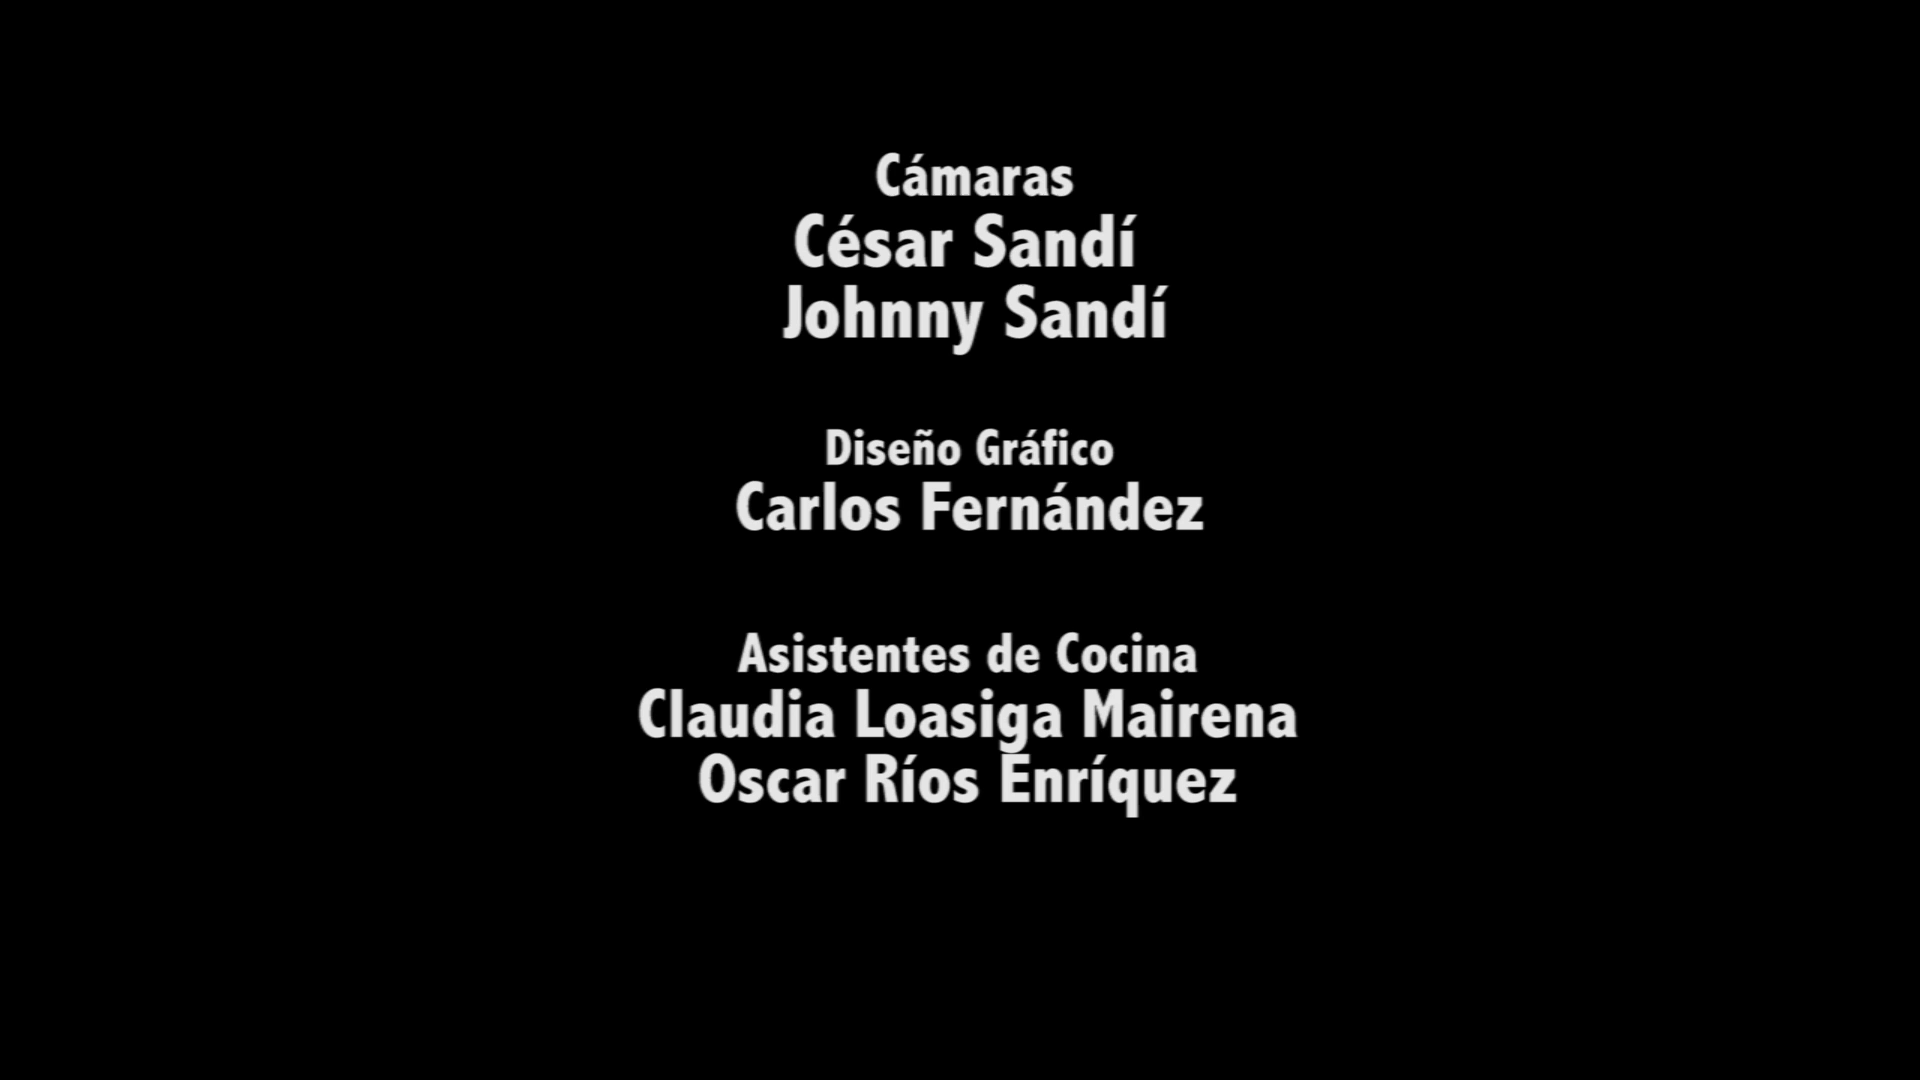 Cámaras
César Sandí
Johnny Sandí
Diseño Gráfico
Carlos Fernández
Asistentes de Cocina
Claudia Loasiga Mairena
Oscar Ríos Enríquez